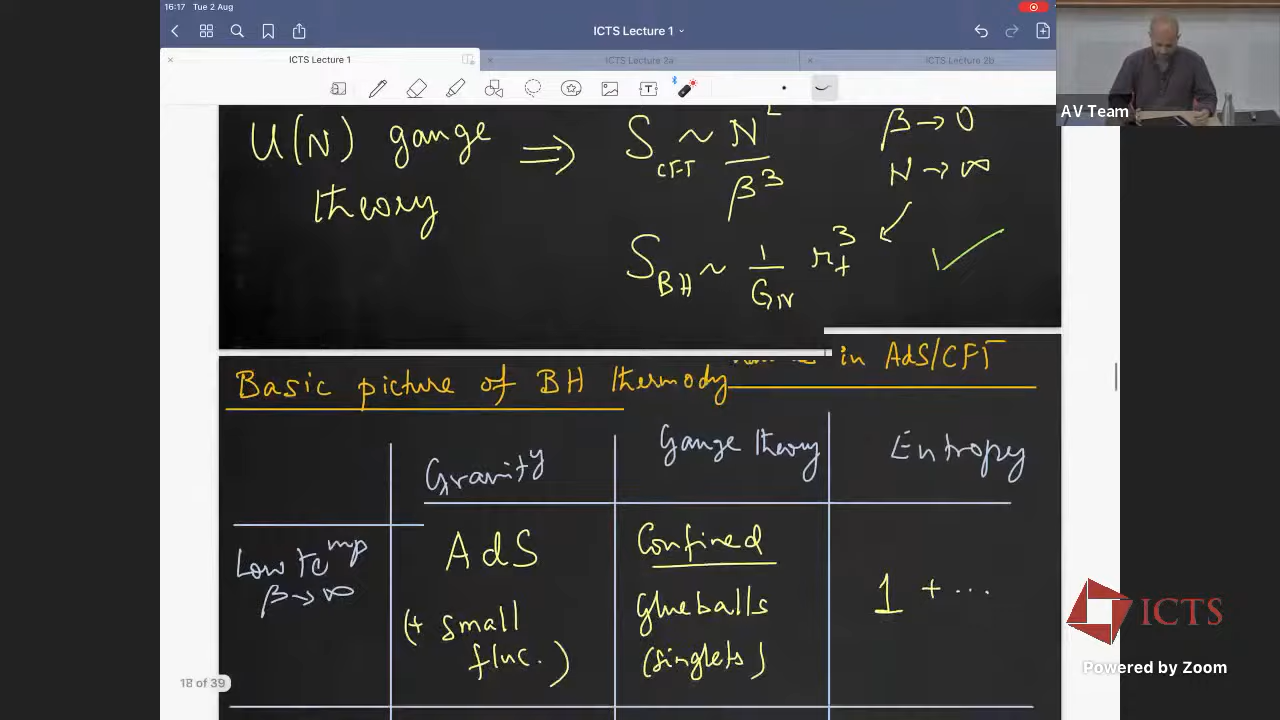 16:17 Tue 2 Aug
ICTS Lecture 1
ICTS Lecture 1
ICTS Lecture 2a
ICTS Lecture 2b
AV Team
U(N) gauge theory ⟹ S_CFT ~ N²/β³
β → 0
N → ∞
S_BH ~ 1/G_N r₊³ ✓
Basic picture of BH thermody
in AdS/CFT
Gravity
Gauge theory
Entropy
Low temp
β → ∞
AdS
(+ small
fluc.)
Confined
Glueballs
(singlets)
1 + ...
18 of 39
ICTS
Powered by Zoom